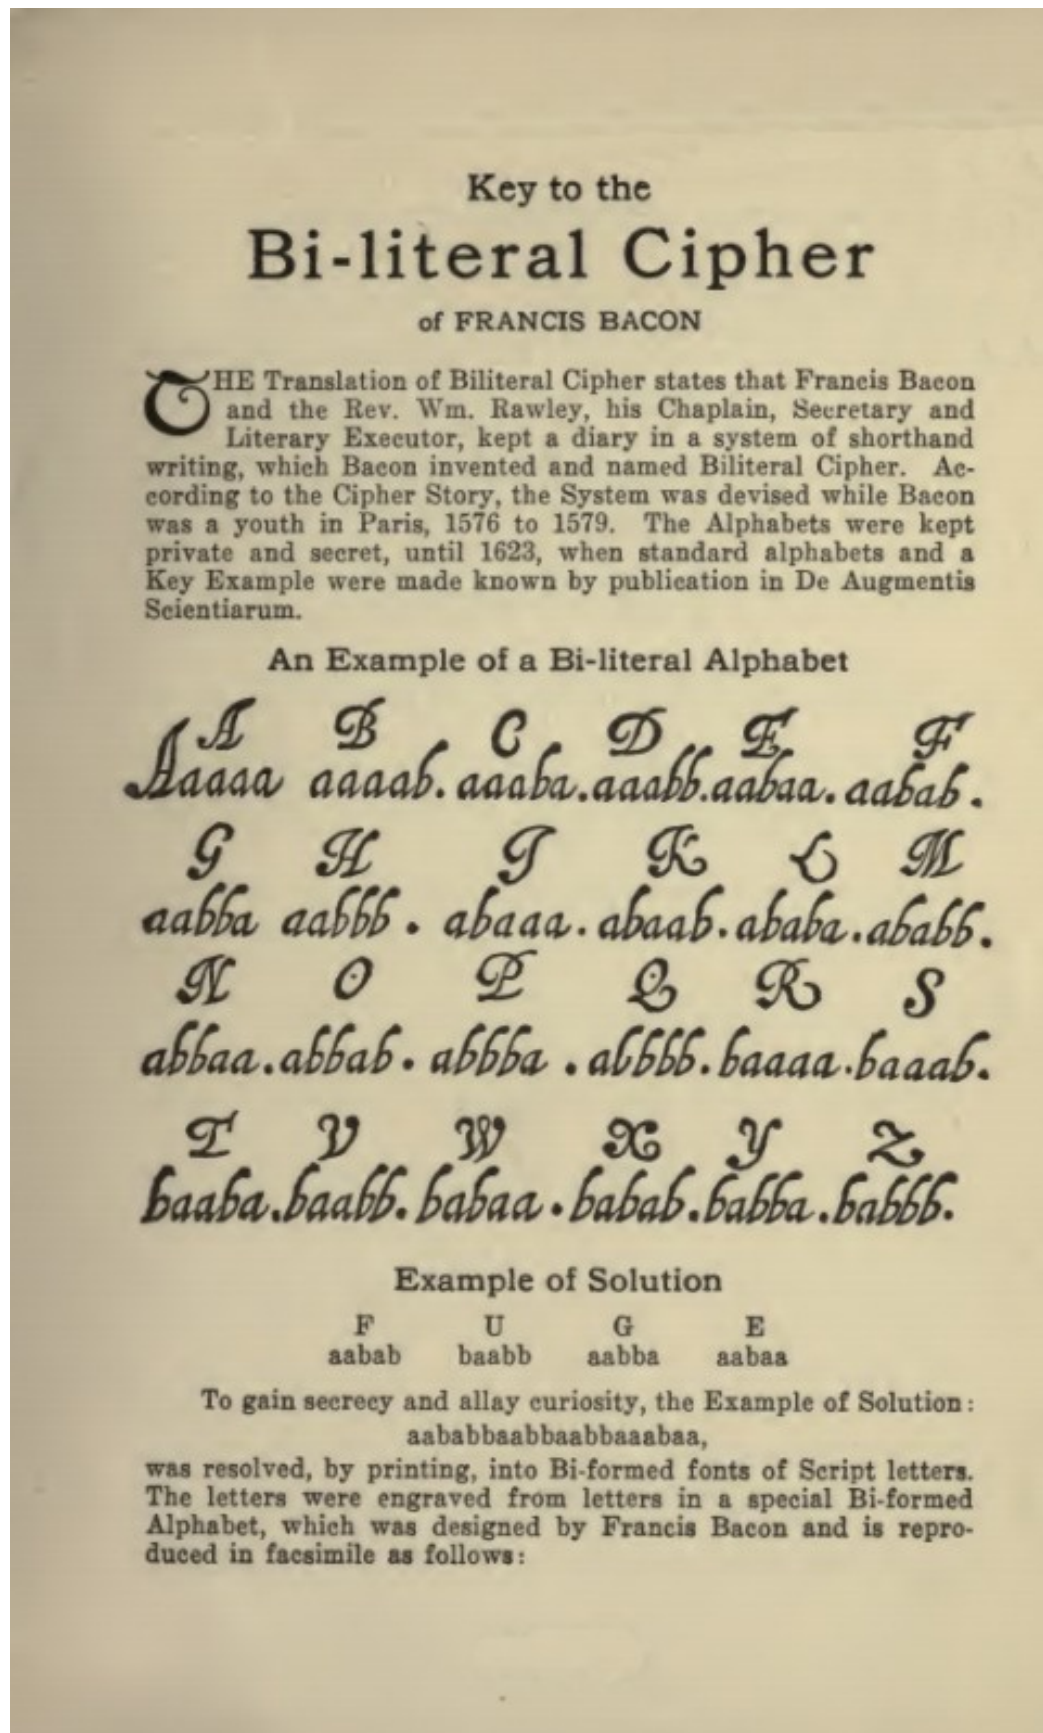 Key to the
Bi-literal Cipher
of FRANCIS BACON
THE Translation of Biliteral Cipher states that Francis Bacon
and the Rev. Wm. Rawley, his Chaplain, Secretary and
Literary Executor, kept a diary in a system of shorthand
writing, which Bacon invented and named Biliteral Cipher. Ac-
cording to the Cipher Story, the System was devised while Bacon
was a youth in Paris, 1576 to 1579. The Alphabets were kept
private and secret, until 1623, when standard alphabets and a
Key Example were made known by publication in De Augmentis
Scientiarum.
An Example of a Bi-literal Alphabet
A B C D E F
Aaaaa aaaab. aaaba. aaabb. aabaa. aabab.
G H I K L M
aabba aabbb. abaaa. abaab. ababa. ababb.
N O P Q R S
abbaa. abbab. abbba. abbbb. baaaa. baaab.
T V W X Y Z
baaba. baabb. babaa. babab. babba. babbb.
Example of Solution
F U G E
aabab baabb aabba aabaa
To gain secrecy and allay curiosity, the Example of Solution:
aababbaabbaabbaaabaa,
was resolved, by printing, into Bi-formed fonts of Script letters.
The letters were engraved from letters in a special Bi-formed
Alphabet, which was designed by Francis Bacon and is repro-
duced in facsimile as follows: